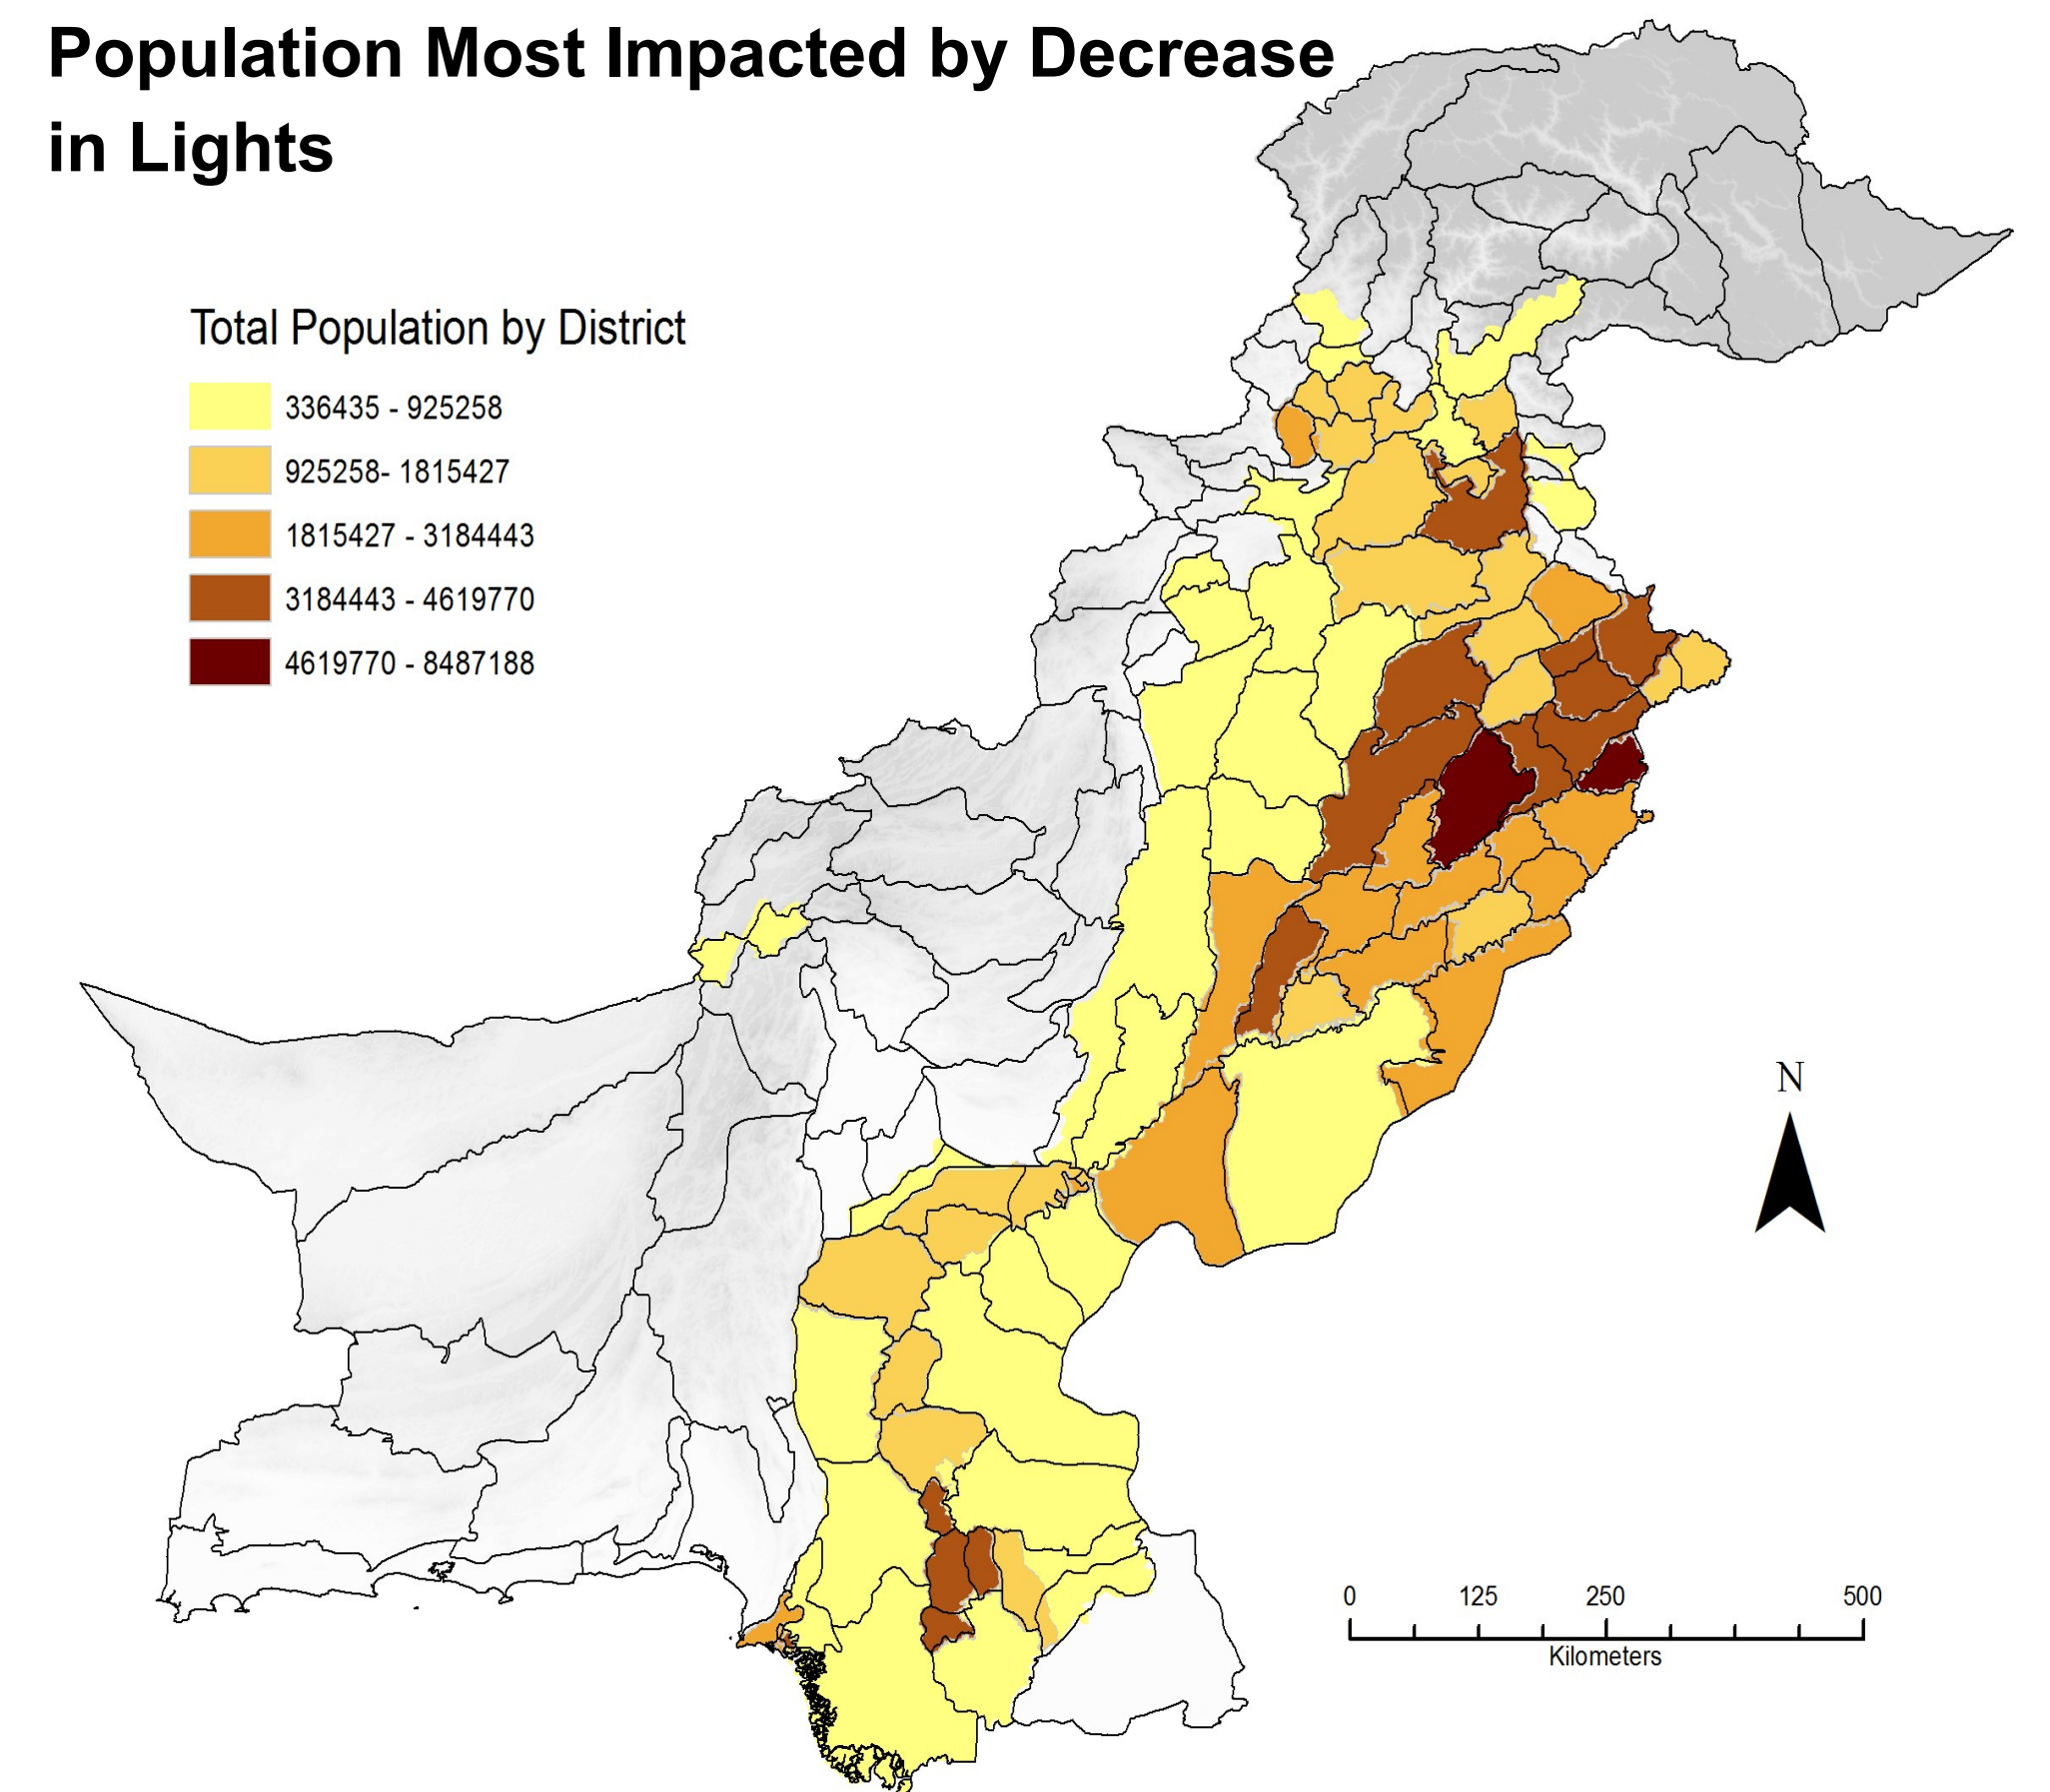 Population Most Impacted by Decrease
in Lights
Total Population by District
336435 - 925258
925258- 1815427
1815427 - 3184443
3184443 - 4619770
4619770 - 8487188
N
0 125 250 500
Kilometers